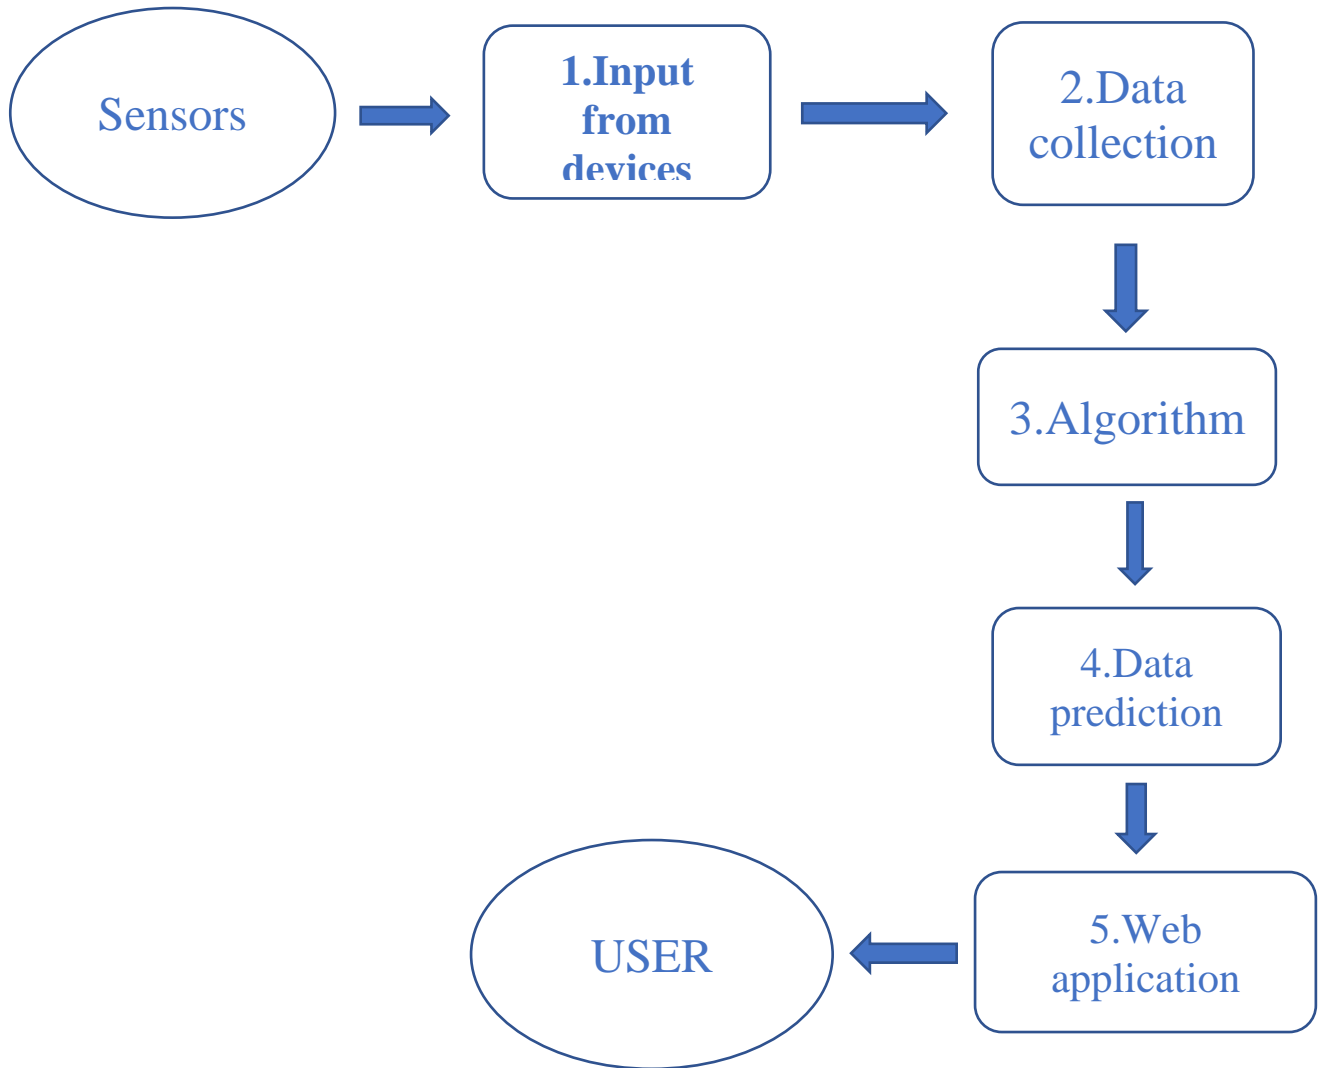 Sensors
1.Input
from
devices
2.Data
collection
3.Algorithm
4.Data
prediction
5.Web
application
USER